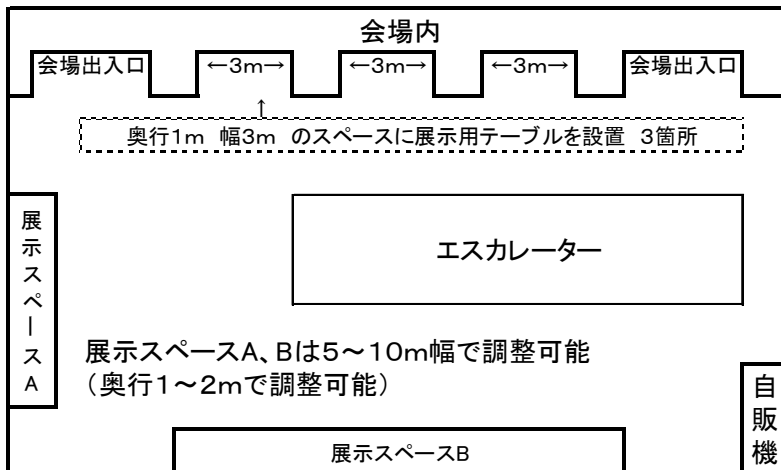 会場内
会場出入口
←3m→
←3m→
←3m→
会場出入口
↑
奥行1m 幅3m のスペースに展示用テーブルを設置 3箇所
展示スペースA
エスカレーター
展示スペースA、Bは5～10m幅で調整可能
（奥行1～2mで調整可能）
自販機
展示スペースB